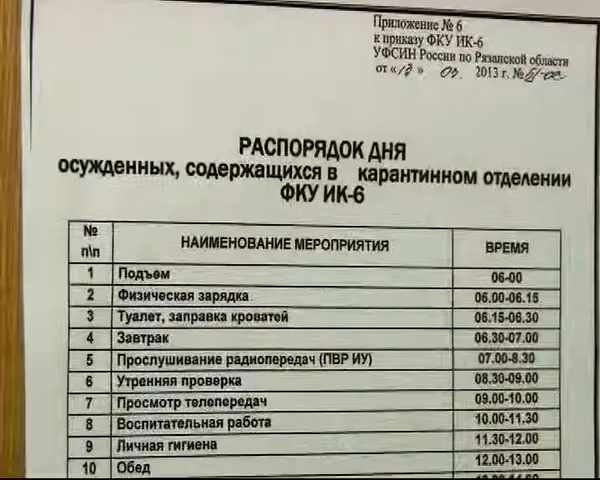 Приложение № 6
к приказу ФКУ ИК-6
УФСИН России по Рязанской области
от «13» 2013 г. №
РАСПОРЯДОК ДНЯ
осужденных, содержащихся в карантинном отделении
ФКУ ИК-6
№ п\п НАИМЕНОВАНИЕ МЕРОПРИЯТИЯ ВРЕМЯ
1 Подъем 06-00
2 Физическая зарядка 06.00-06.15
3 Туалет, заправка кроватей 06.15-06.30
4 Завтрак 06.30-07.00
5 Прослушивание радиопередач (ПВР ИУ) 07.00-8.30
6 Утренняя проверка 08.30-09.00
7 Просмотр телепередач 09.00-10.00
8 Воспитательная работа 10.00-11.30
9 Личная гигиена 11.30-12.00
10 Обед 12.00-13.00